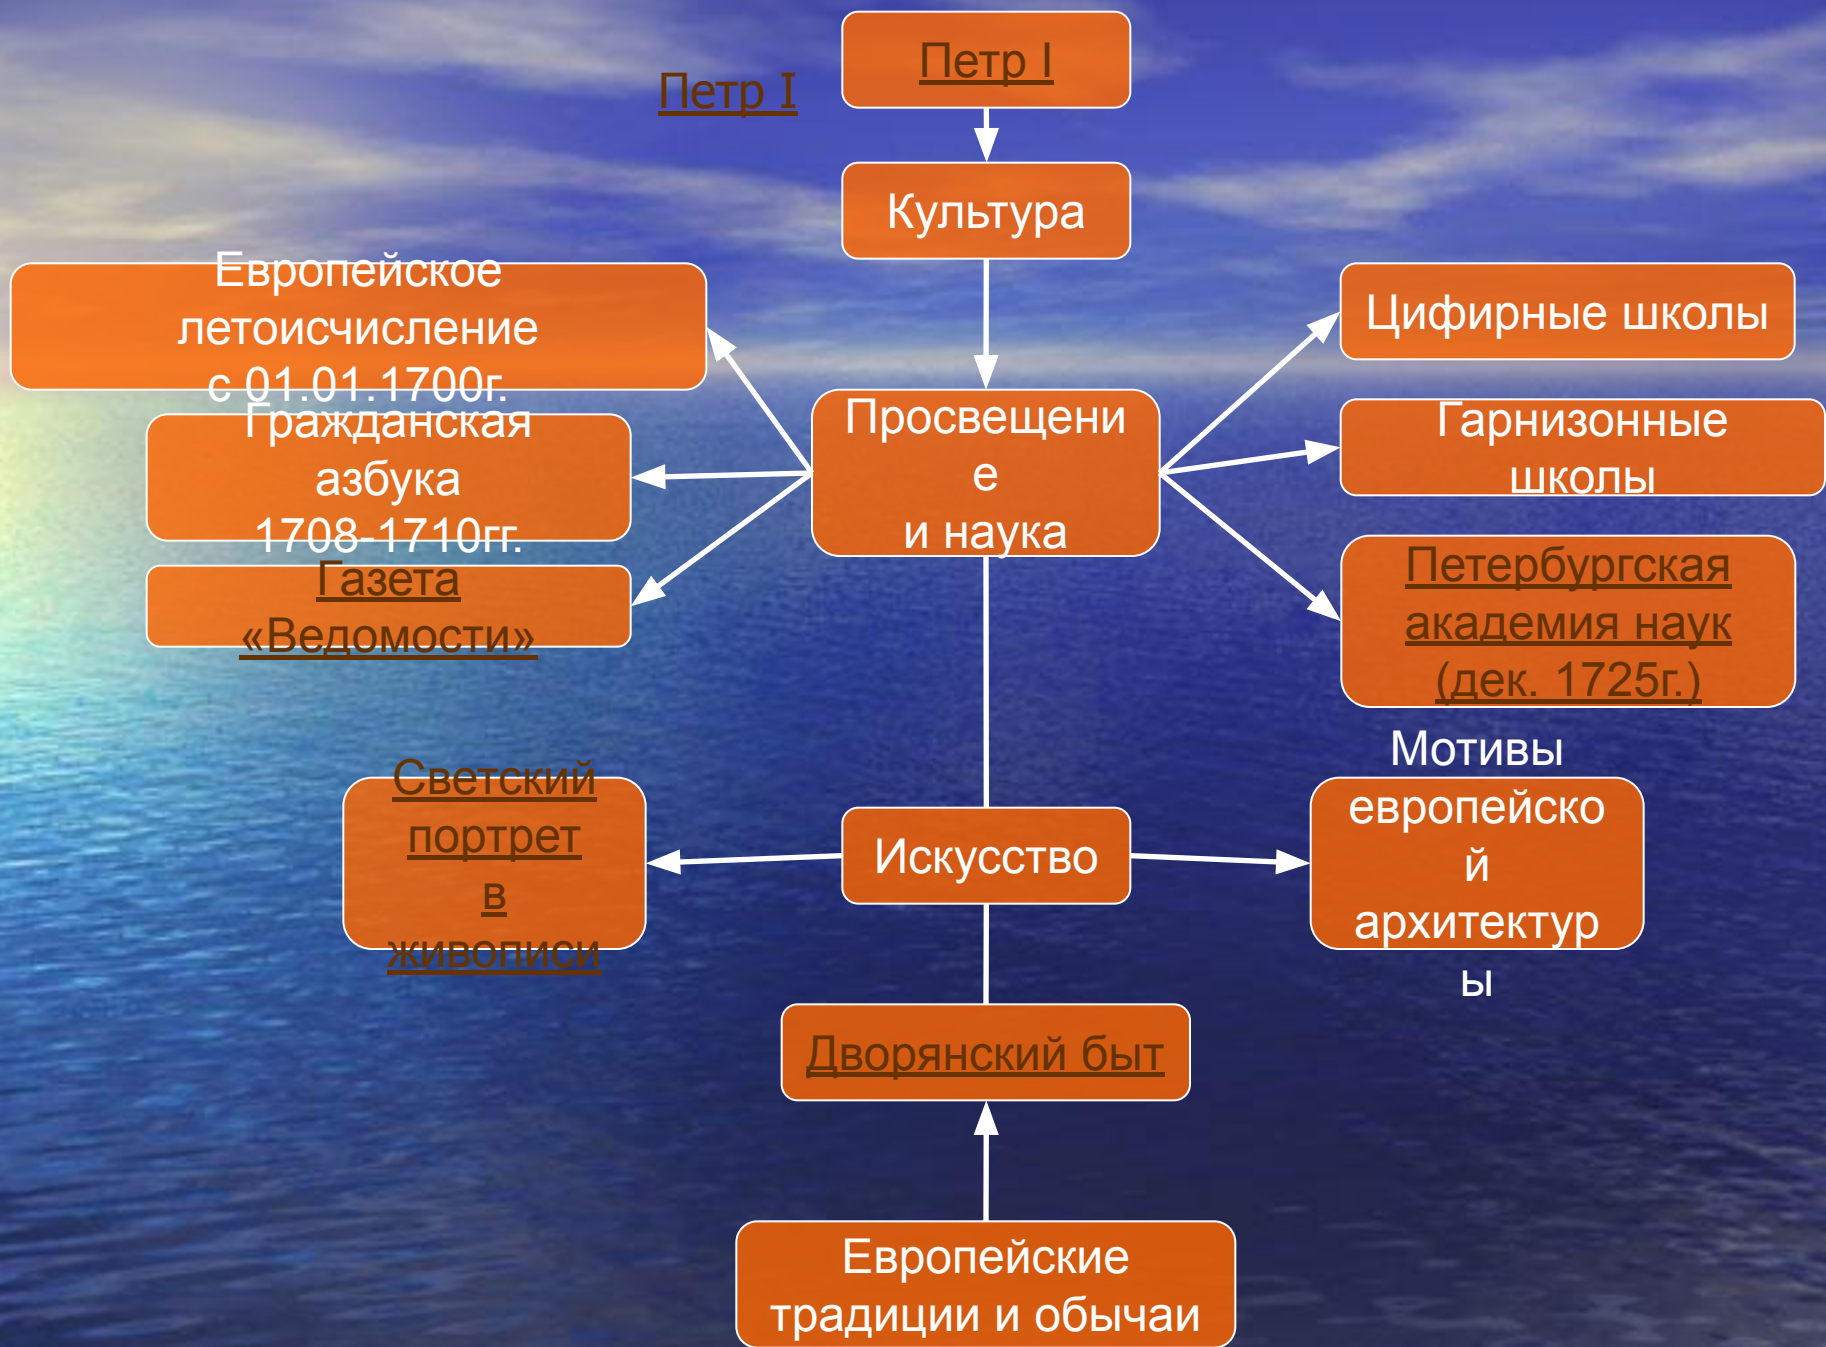 Петр I
Петр I
Культура
Европейское
летоисчисление
с 01.01.1700г.
Гражданская
азбука
1708-1710гг.
Газета
«Ведомости»
Просвещени
е
и наука
Цифирные школы
Гарнизонные
школы
Петербургская
академия наук
(дек. 1725г.)
Светский
портрет
в
живописи
Искусство
Мотивы
европейско
й
архитектур
ы
Дворянский быт
Европейские
традиции и обычаи